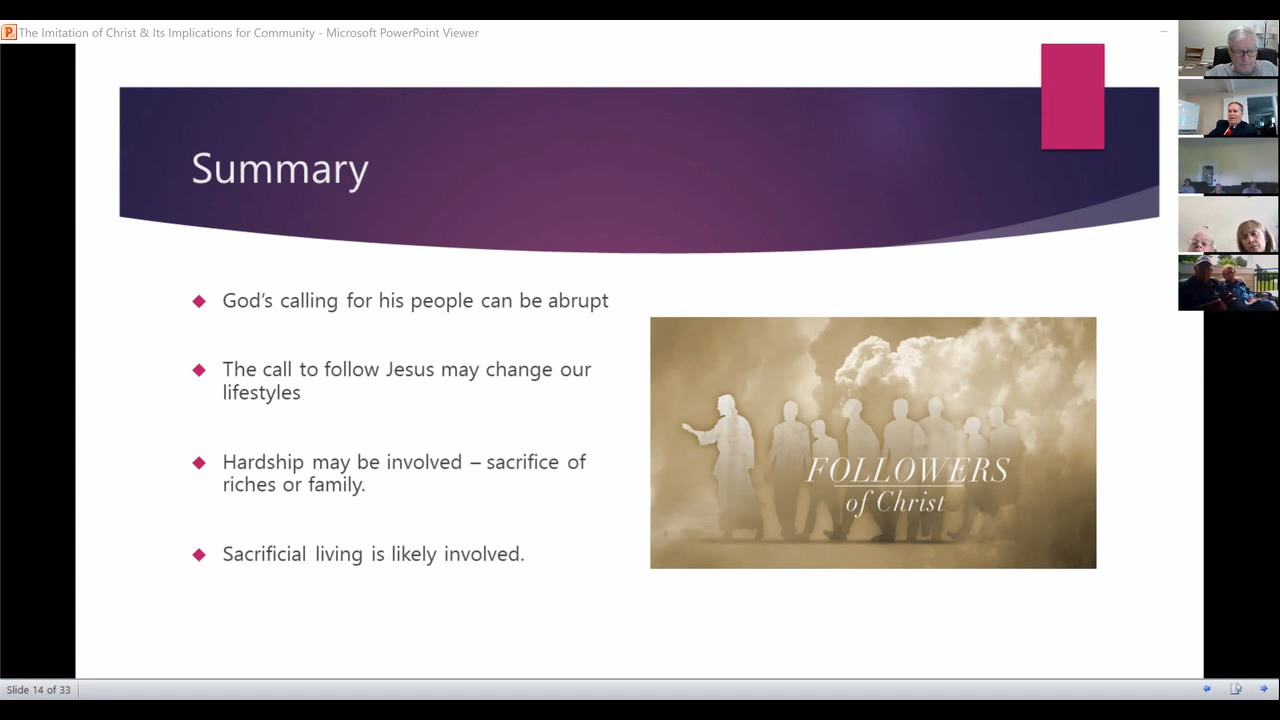 The Imitation of Christ & Its Implications for Community - Microsoft PowerPoint Viewer
Summary
God's calling for his people can be abrupt
The call to follow Jesus may change our
lifestyles
Hardship may be involved – sacrifice of
riches or family.
Sacrificial living is likely involved.
FOLLOWERS
of Christ
Slide 14 of 33